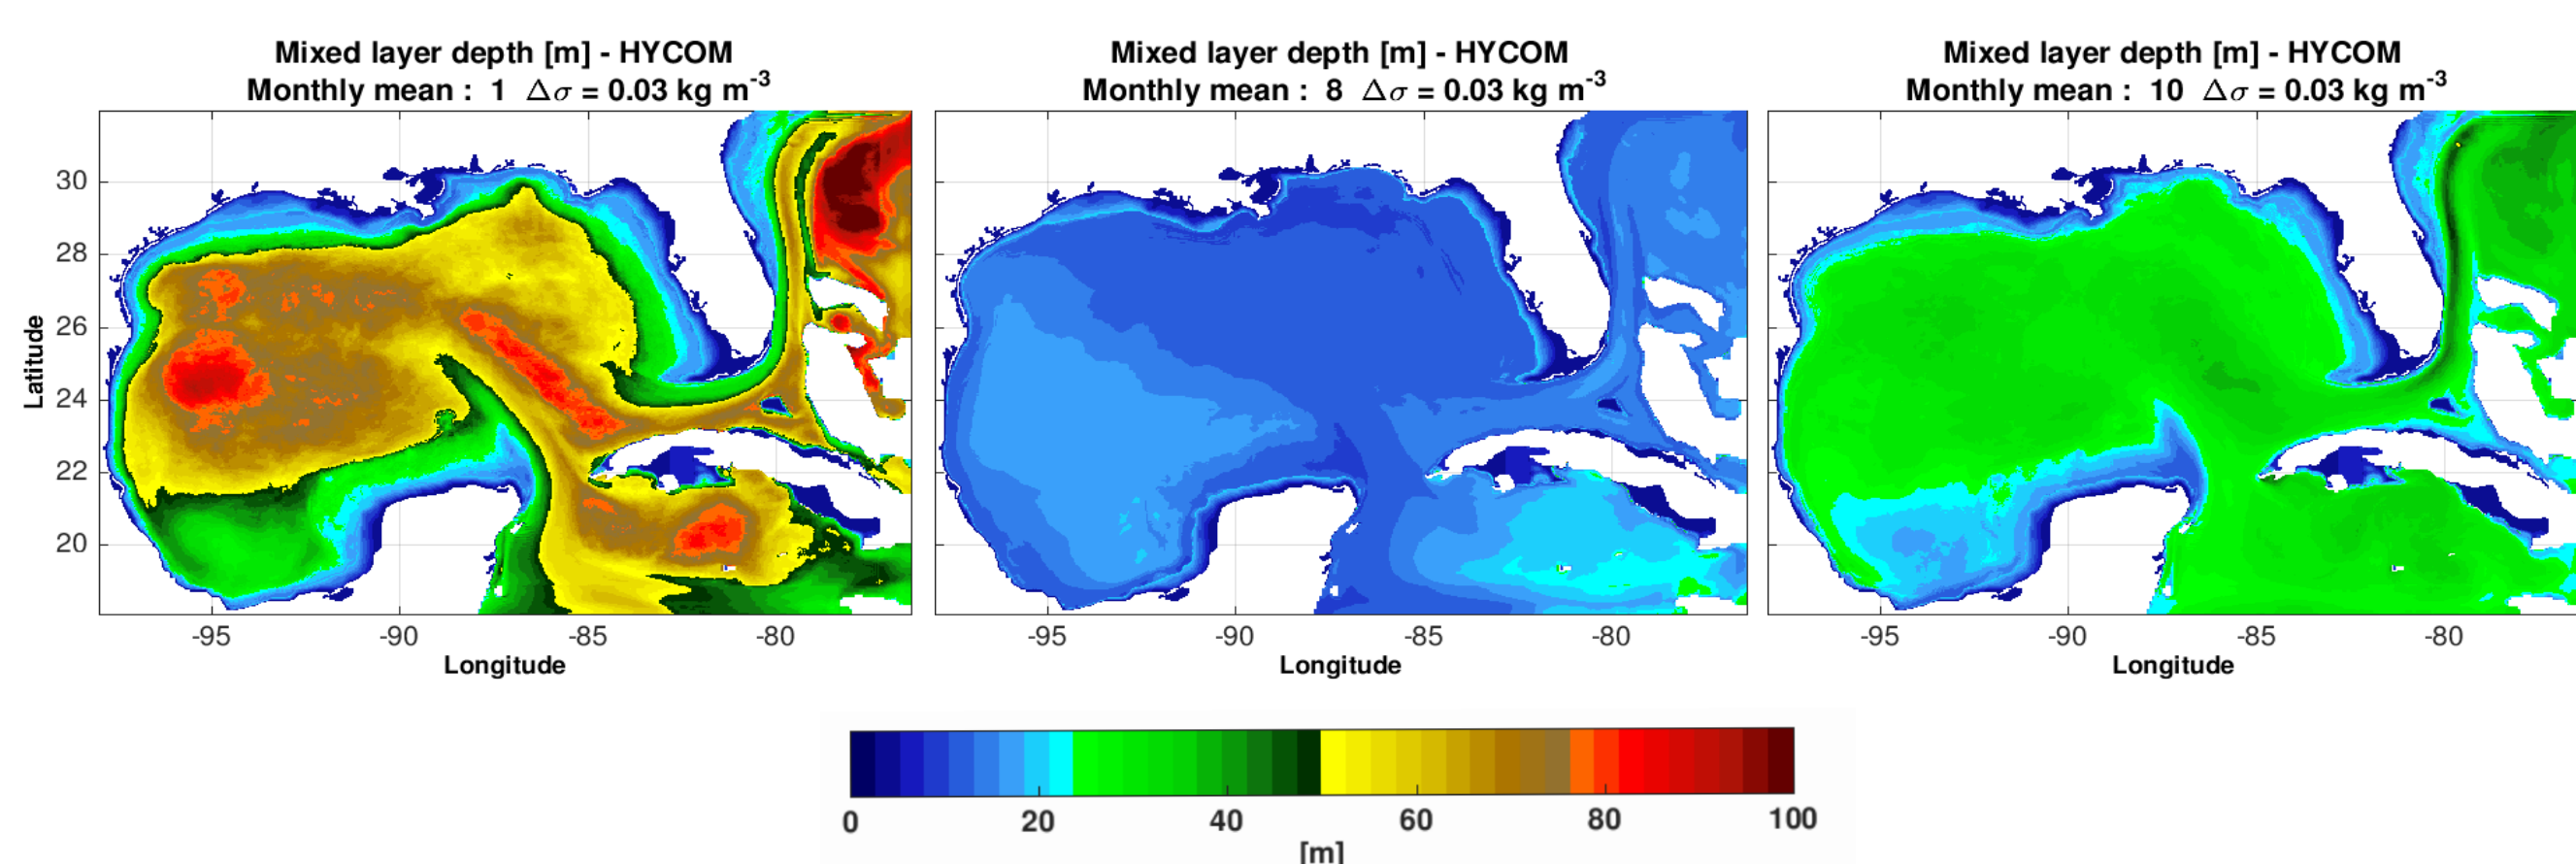 Mixed layer depth [m] - HYCOM
Monthly mean : 1 Δσ = 0.03 kg m-3
Mixed layer depth [m] - HYCOM
Monthly mean : 8 Δσ = 0.03 kg m-3
Mixed layer depth [m] - HYCOM
Monthly mean : 10 Δσ = 0.03 kg m-3
Latitude
30
28
26
24
22
20
-95 -90 -85 -80
-95 -90 -85 -80
-95 -90 -85 -80
Longitude
Longitude
Longitude
0 20 40 60 80 100
[m]